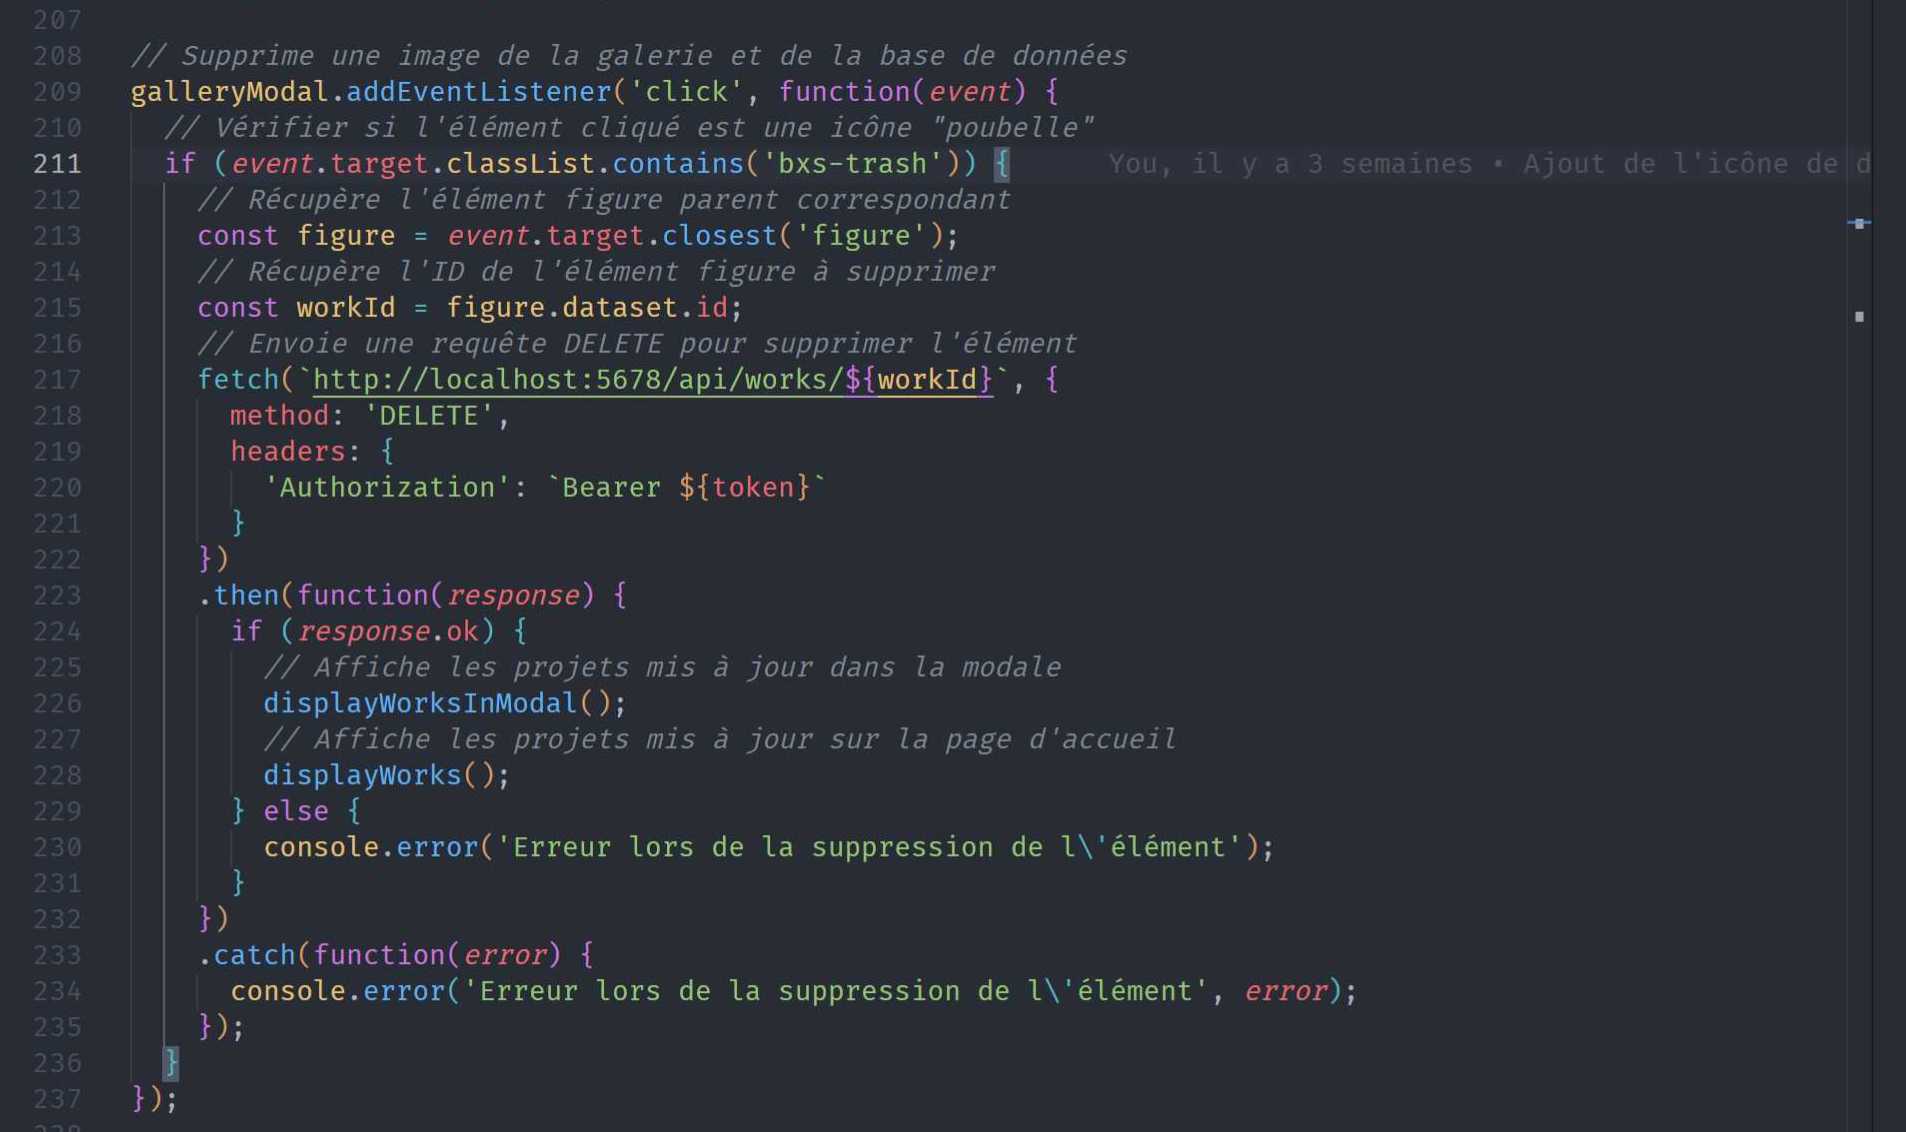 207
208 // Supprime une image de la galerie et de la base de données
209 galleryModal.addEventListener('click', function(event) {
210 // Vérifier si l'élément cliqué est une icône "poubelle"
211 if (event.target.classList.contains('bxs-trash')) { You, il y a 3 semaines • Ajout de l'icône de d
212 // Récupère l'élément figure parent correspondant
213 const figure = event.target.closest('figure');
214 // Récupère l'ID de l'élément figure à supprimer
215 const workId = figure.dataset.id;
216 // Envoie une requête DELETE pour supprimer l'élément
217 fetch(`http://localhost:5678/api/works/${workId}`, {
218 method: 'DELETE',
219 headers: {
220 'Authorization': `Bearer ${token}`
221 }
222 })
223 .then(function(response) {
224 if (response.ok) {
225 // Affiche les projets mis à jour dans la modale
226 displayWorksInModal();
227 // Affiche les projets mis à jour sur la page d'accueil
228 displayWorks();
229 } else {
230 console.error('Erreur lors de la suppression de l\'élément');
231 }
232 })
233 .catch(function(error) {
234 console.error('Erreur lors de la suppression de l\'élément', error);
235 });
236 }
237 });